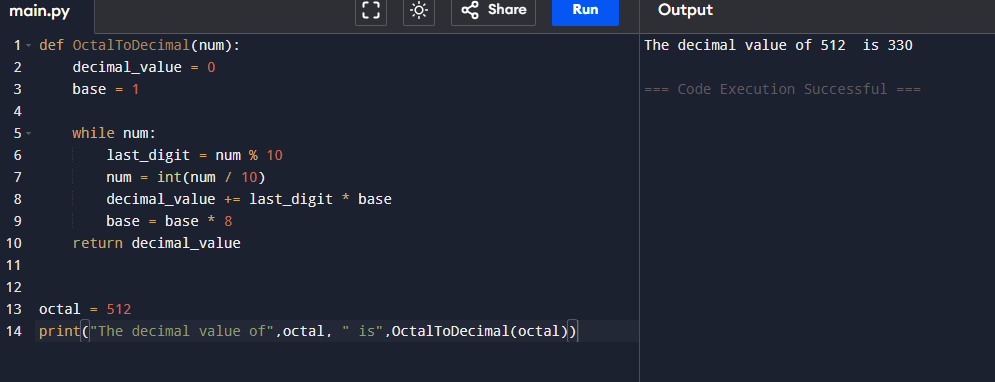 main.py Share Run Output
1 def OctalToDecimal(num):
2     decimal_value = 0
3     base = 1
4
5     while num:
6         last_digit = num % 10
7         num = int(num / 10)
8         decimal_value += last_digit * base
9         base = base * 8
10     return decimal_value
11
12
13 octal = 512
14 print("The decimal value of",octal, " is",OctalToDecimal(octal))
The decimal value of 512  is 330
=== Code Execution Successful ===